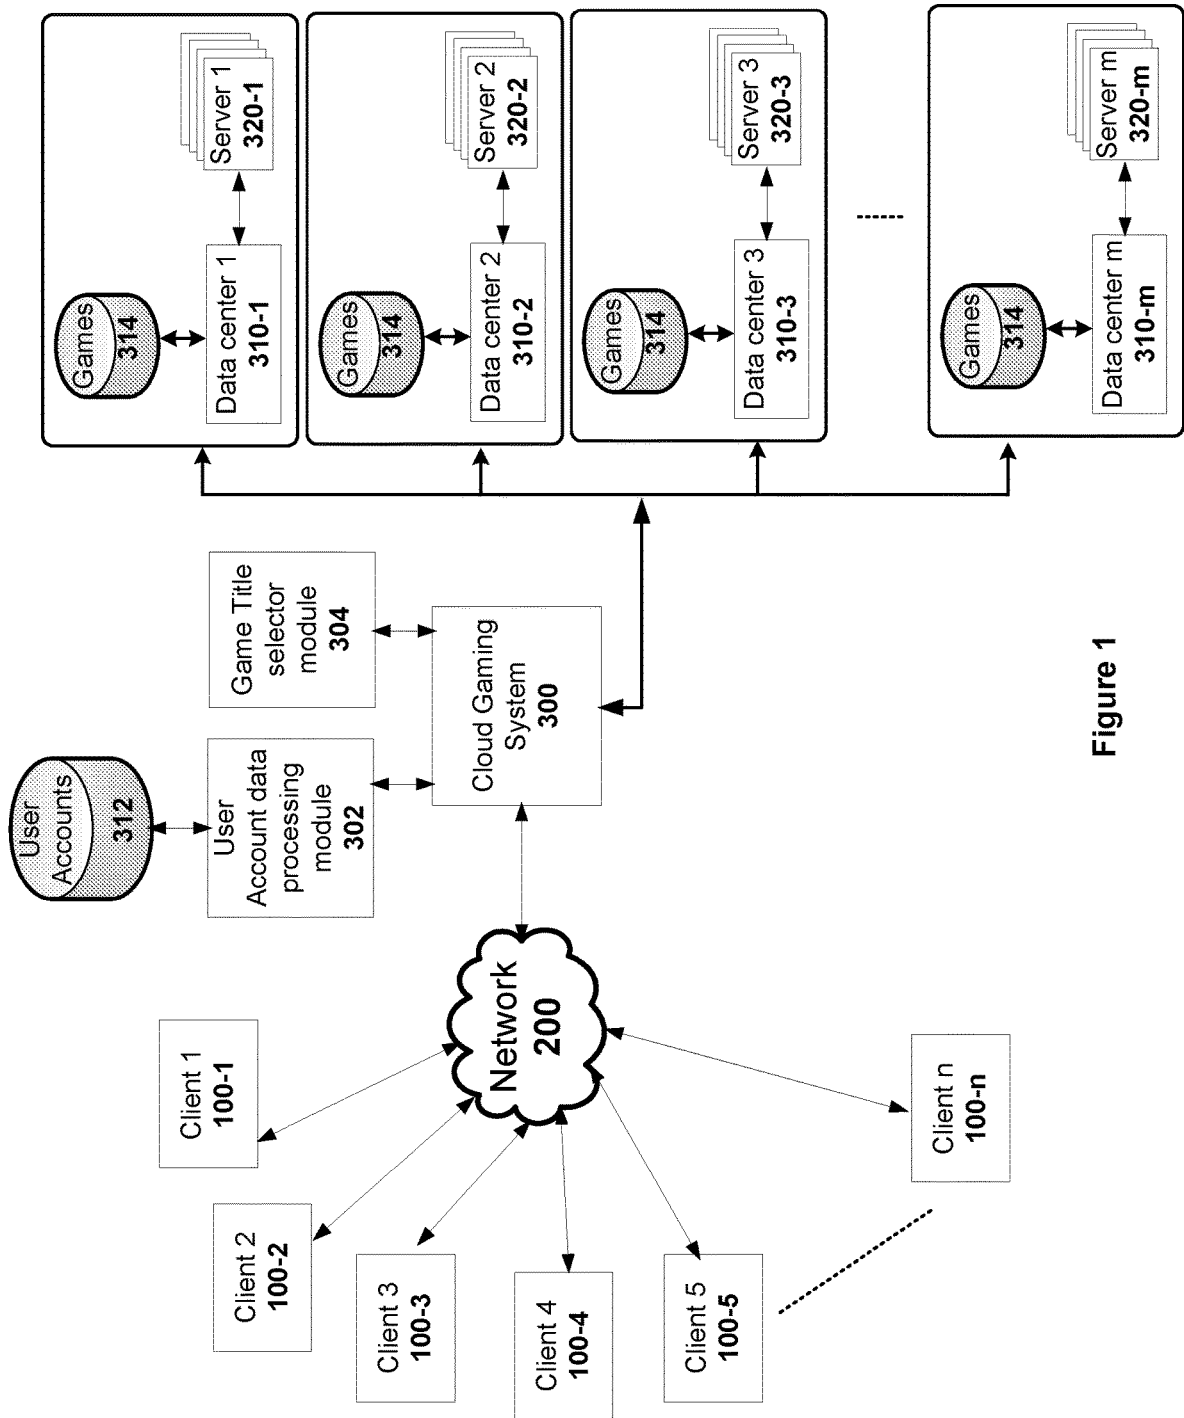 Client 1
100-1
Client 2
100-2
Client 3
100-3
Client 4
100-4
Client 5
100-5
Client n
100-n
Network
200
User
Accounts
312
User
Account data
processing
module
302
Game Title
selector
module
304
Cloud Gaming
System
300
Games
314
Data center 1
310-1
Server 1
320-1
Games
314
Data center 2
310-2
Server 2
320-2
Games
314
Data center 3
310-3
Server 3
320-3
Games
314
Data center m
310-m
Server m
320-m
Figure 1